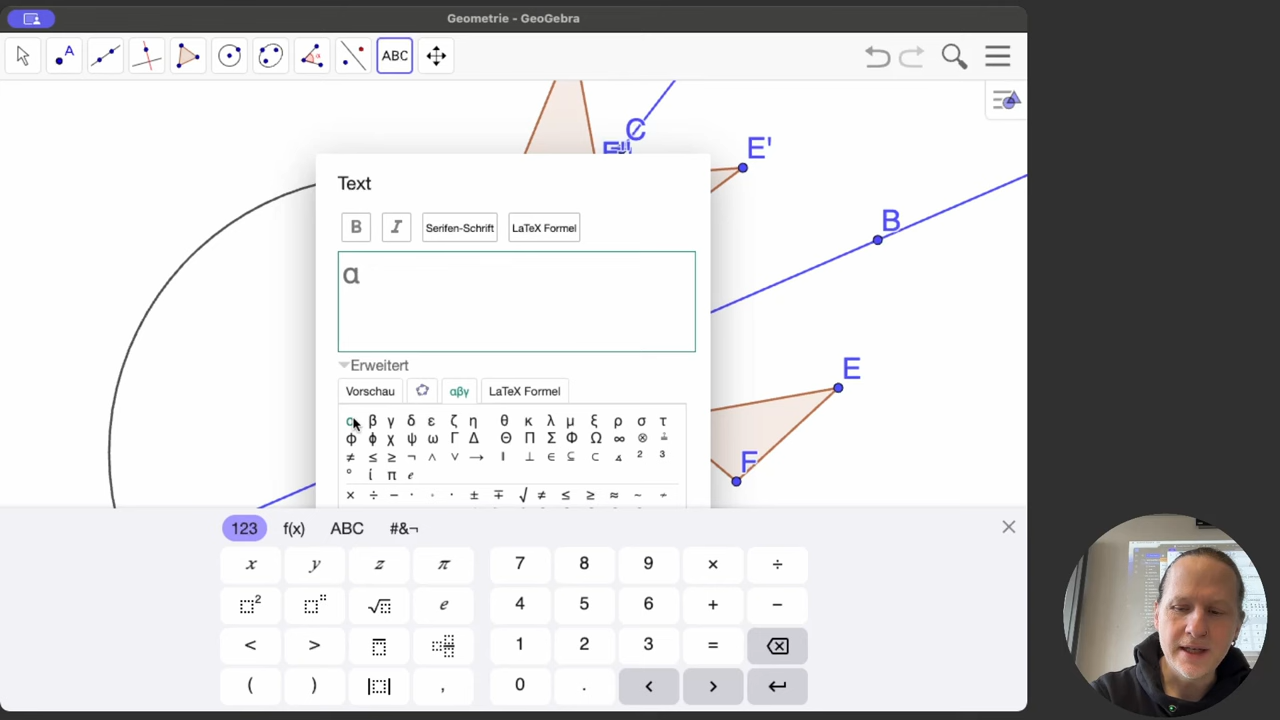 Geometrie - GeoGebra
A
ABC
C
E'
B
Text
B I Serifen-Schrift LaTeX Formel
α
Erweitert
Vorschau αβγ LaTeX Formel
α β γ δ ε ζ η θ κ λ μ ξ ρ σ τ
φ ϕ χ ψ ω Γ Δ Θ Π Σ Φ Ω ∞ ⊗ ≟
≠ ≤ ≥ ¬ ∧ ∨ → ∥ ⊥ ∈ ⊆ ⊂ ∡ ² ³
° í π ℯ
× ÷ − · ± ∓ √ ≠ ≤ ≥ ≈ ~
E
F
123 f(x) ABC #&¬
x y z π 7 8 9 × ÷
2 e 4 5 6 + −
< > 1 2 3 =
( ) , 0 . < >